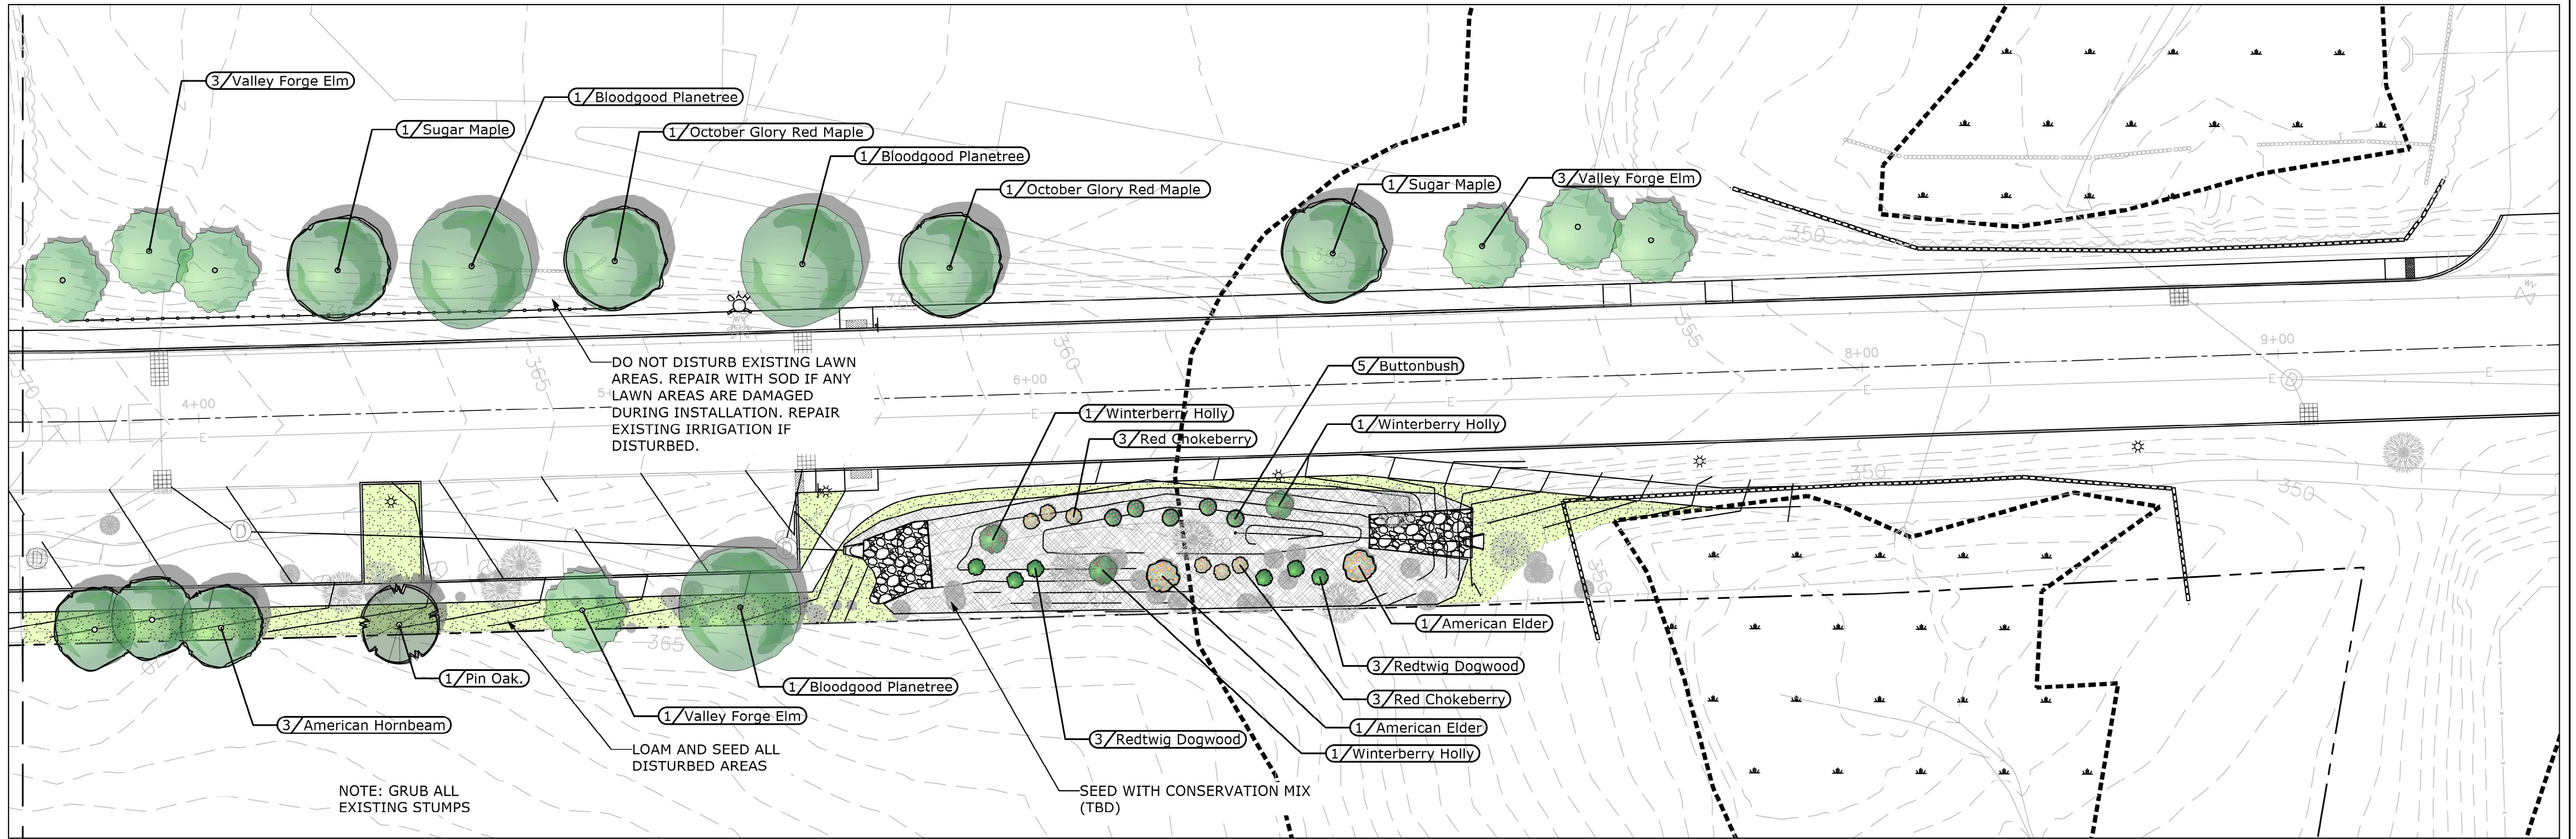 3/Valley Forge Elm
1/Bloodgood Planetree
1/Sugar Maple
1/October Glory Red Maple
1/Bloodgood Planetree
1/October Glory Red Maple
1/Sugar Maple
3/Valley Forge Elm
350
355
360
365
370
DO NOT DISTURB EXISTING LAWN
AREAS. REPAIR WITH SOD IF ANY
LAWN AREAS ARE DAMAGED
DURING INSTALLATION. REPAIR
EXISTING IRRIGATION IF
DISTURBED.
360
355
9+00
8+00
6+00
4+00
DRIVE
E
E
E
E
E
D
5/Buttonbush
1/Winterberry Holly
1/Winterberry Holly
3/Red Chokeberry
350
350
350
D
D
1/American Elder
365
3/Redtwig Dogwood
1/Pin Oak.
1/Bloodgood Planetree
3/Red Chokeberry
1/Valley Forge Elm
3/American Hornbeam
1/American Elder
3/Redtwig Dogwood
1/Winterberry Holly
LOAM AND SEED ALL
DISTURBED AREAS
NOTE: GRUB ALL
EXISTING STUMPS
SEED WITH CONSERVATION MIX
(TBD)